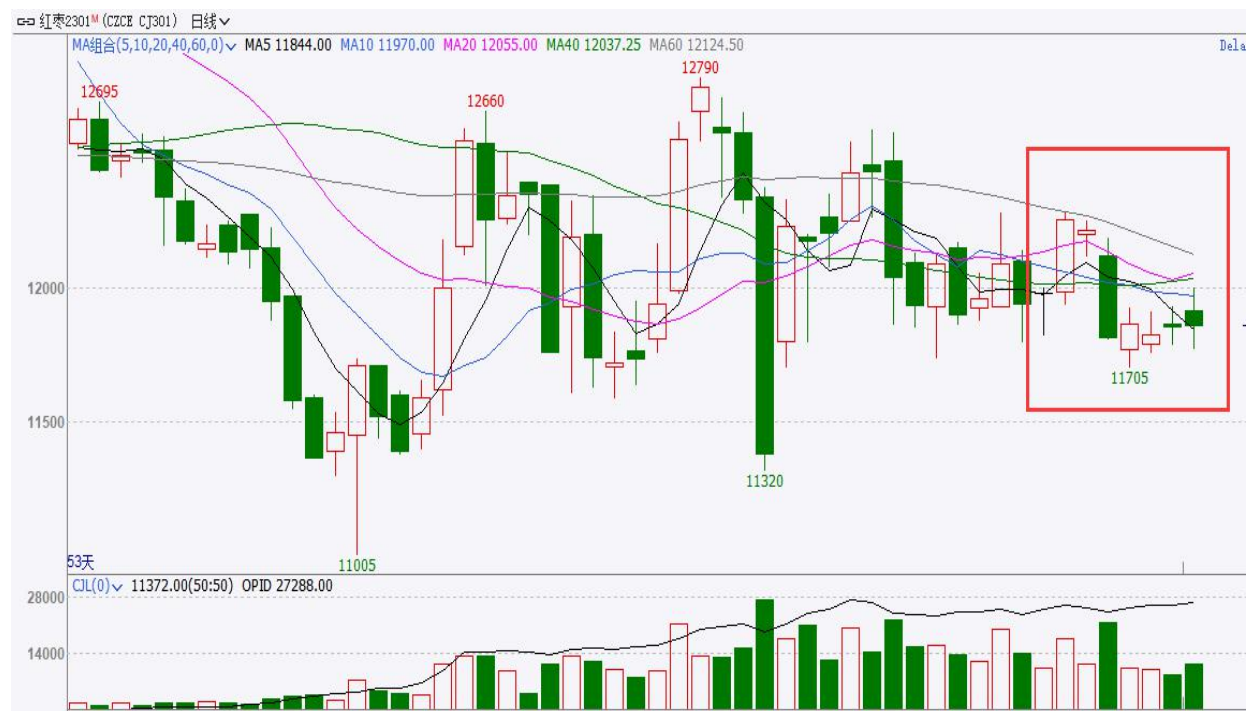 红枣2301M (CZCE CJ301) 日线
MA组合(5,10,20,40,60,0) MA5 11844.00 MA10 11970.00 MA20 12055.00 MA40 12037.25 MA60 12124.50 Dela
12790
12695
12660
12000
11705
11500
11320
11005
53天
CJL(0) 11372.00(50:50) OPID 27288.00
28000
14000